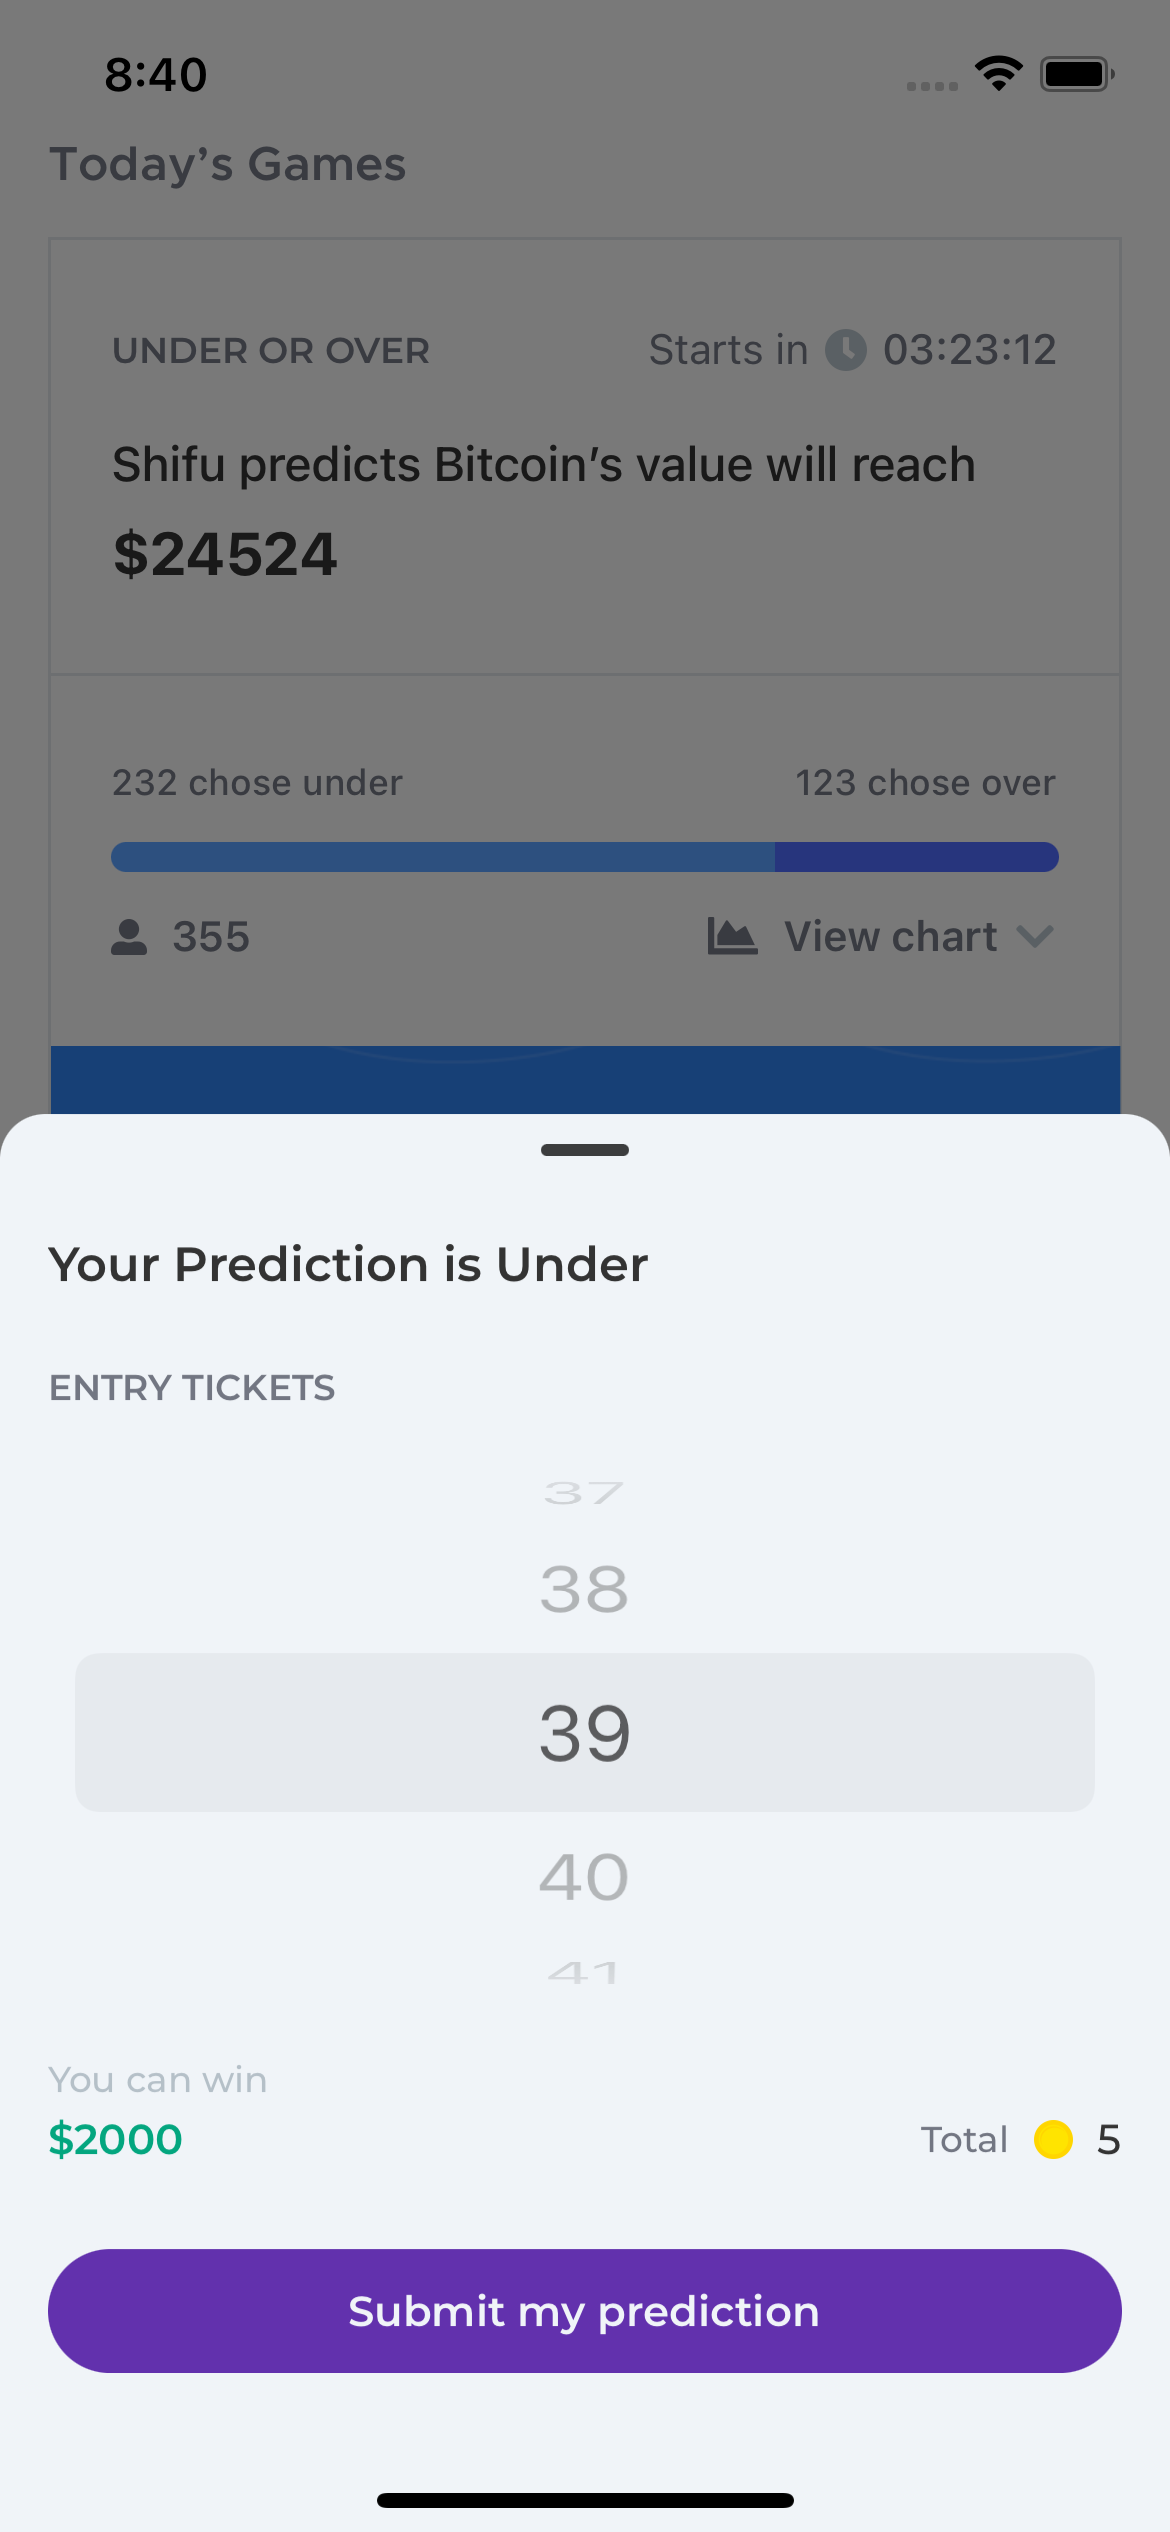 8:40
Today’s Games
UNDER OR OVER
Starts in 03:23:12
Shifu predicts Bitcoin’s value will reach
$24524
232 chose under
123 chose over
355
View chart
Your Prediction is Under
ENTRY TICKETS
37
38
39
40
41
You can win
$2000
Total 5
Submit my prediction